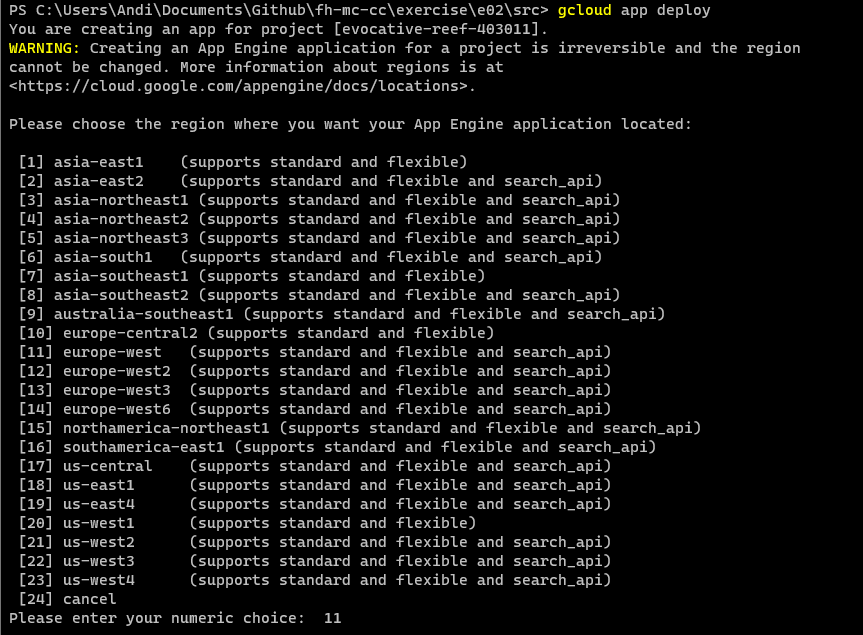 PS C:\Users\Andi\Documents\Github\fh-mc-cc\exercise\e02\src> gcloud app deploy
You are creating an app for project [evocative-reef-403011].
WARNING: Creating an App Engine application for a project is irreversible and the region
cannot be changed. More information about regions is at
<https://cloud.google.com/appengine/docs/locations>.

Please choose the region where you want your App Engine application located:

 [1] asia-east1    (supports standard and flexible)
 [2] asia-east2    (supports standard and flexible and search_api)
 [3] asia-northeast1 (supports standard and flexible and search_api)
 [4] asia-northeast2 (supports standard and flexible and search_api)
 [5] asia-northeast3 (supports standard and flexible and search_api)
 [6] asia-south1   (supports standard and flexible and search_api)
 [7] asia-southeast1 (supports standard and flexible)
 [8] asia-southeast2 (supports standard and flexible and search_api)
 [9] australia-southeast1 (supports standard and flexible and search_api)
 [10] europe-central2 (supports standard and flexible)
 [11] europe-west   (supports standard and flexible and search_api)
 [12] europe-west2  (supports standard and flexible and search_api)
 [13] europe-west3  (supports standard and flexible and search_api)
 [14] europe-west6  (supports standard and flexible and search_api)
 [15] northamerica-northeast1 (supports standard and flexible and search_api)
 [16] southamerica-east1 (supports standard and flexible and search_api)
 [17] us-central    (supports standard and flexible and search_api)
 [18] us-east1      (supports standard and flexible and search_api)
 [19] us-east4      (supports standard and flexible and search_api)
 [20] us-west1      (supports standard and flexible)
 [21] us-west2      (supports standard and flexible and search_api)
 [22] us-west3      (supports standard and flexible and search_api)
 [23] us-west4      (supports standard and flexible and search_api)
 [24] cancel
Please enter your numeric choice:  11